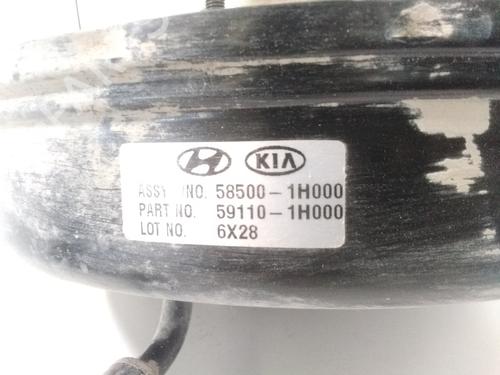 KIA
ASSY /NO. 58500-1H000
PART NO. 59110-1H000
LOT NO. 6X28